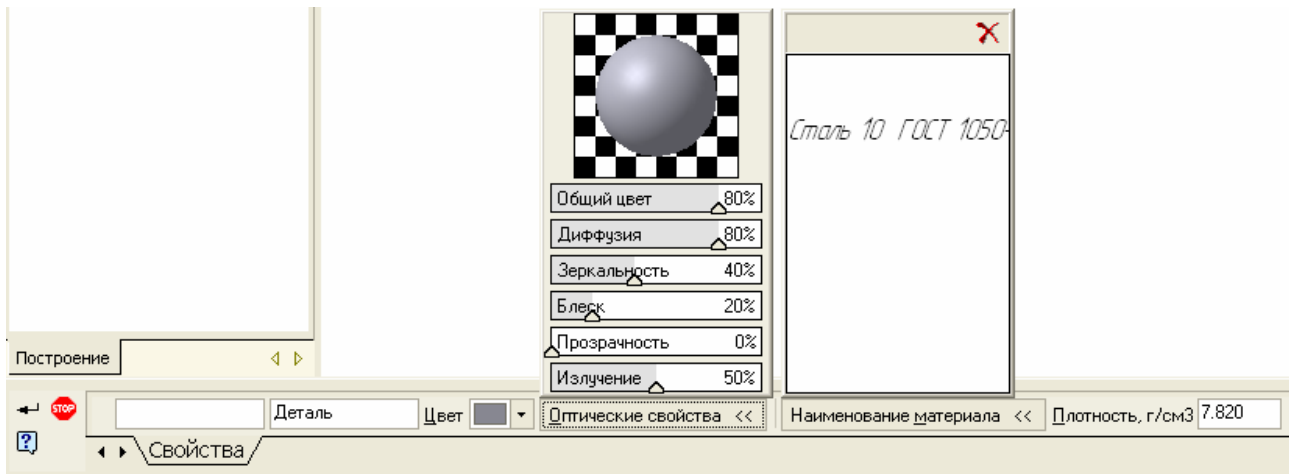 Сталь 10 ГОСТ 1050-
Общий цвет 80%
Диффузия 80%
Зеркальность 40%
Блеск 20%
Прозрачность 0%
Излучение 50%
Построение
STOP
Деталь Цвет Оптические свойства << Наименование материала << Плотность, г/см3 7.820
Свойства